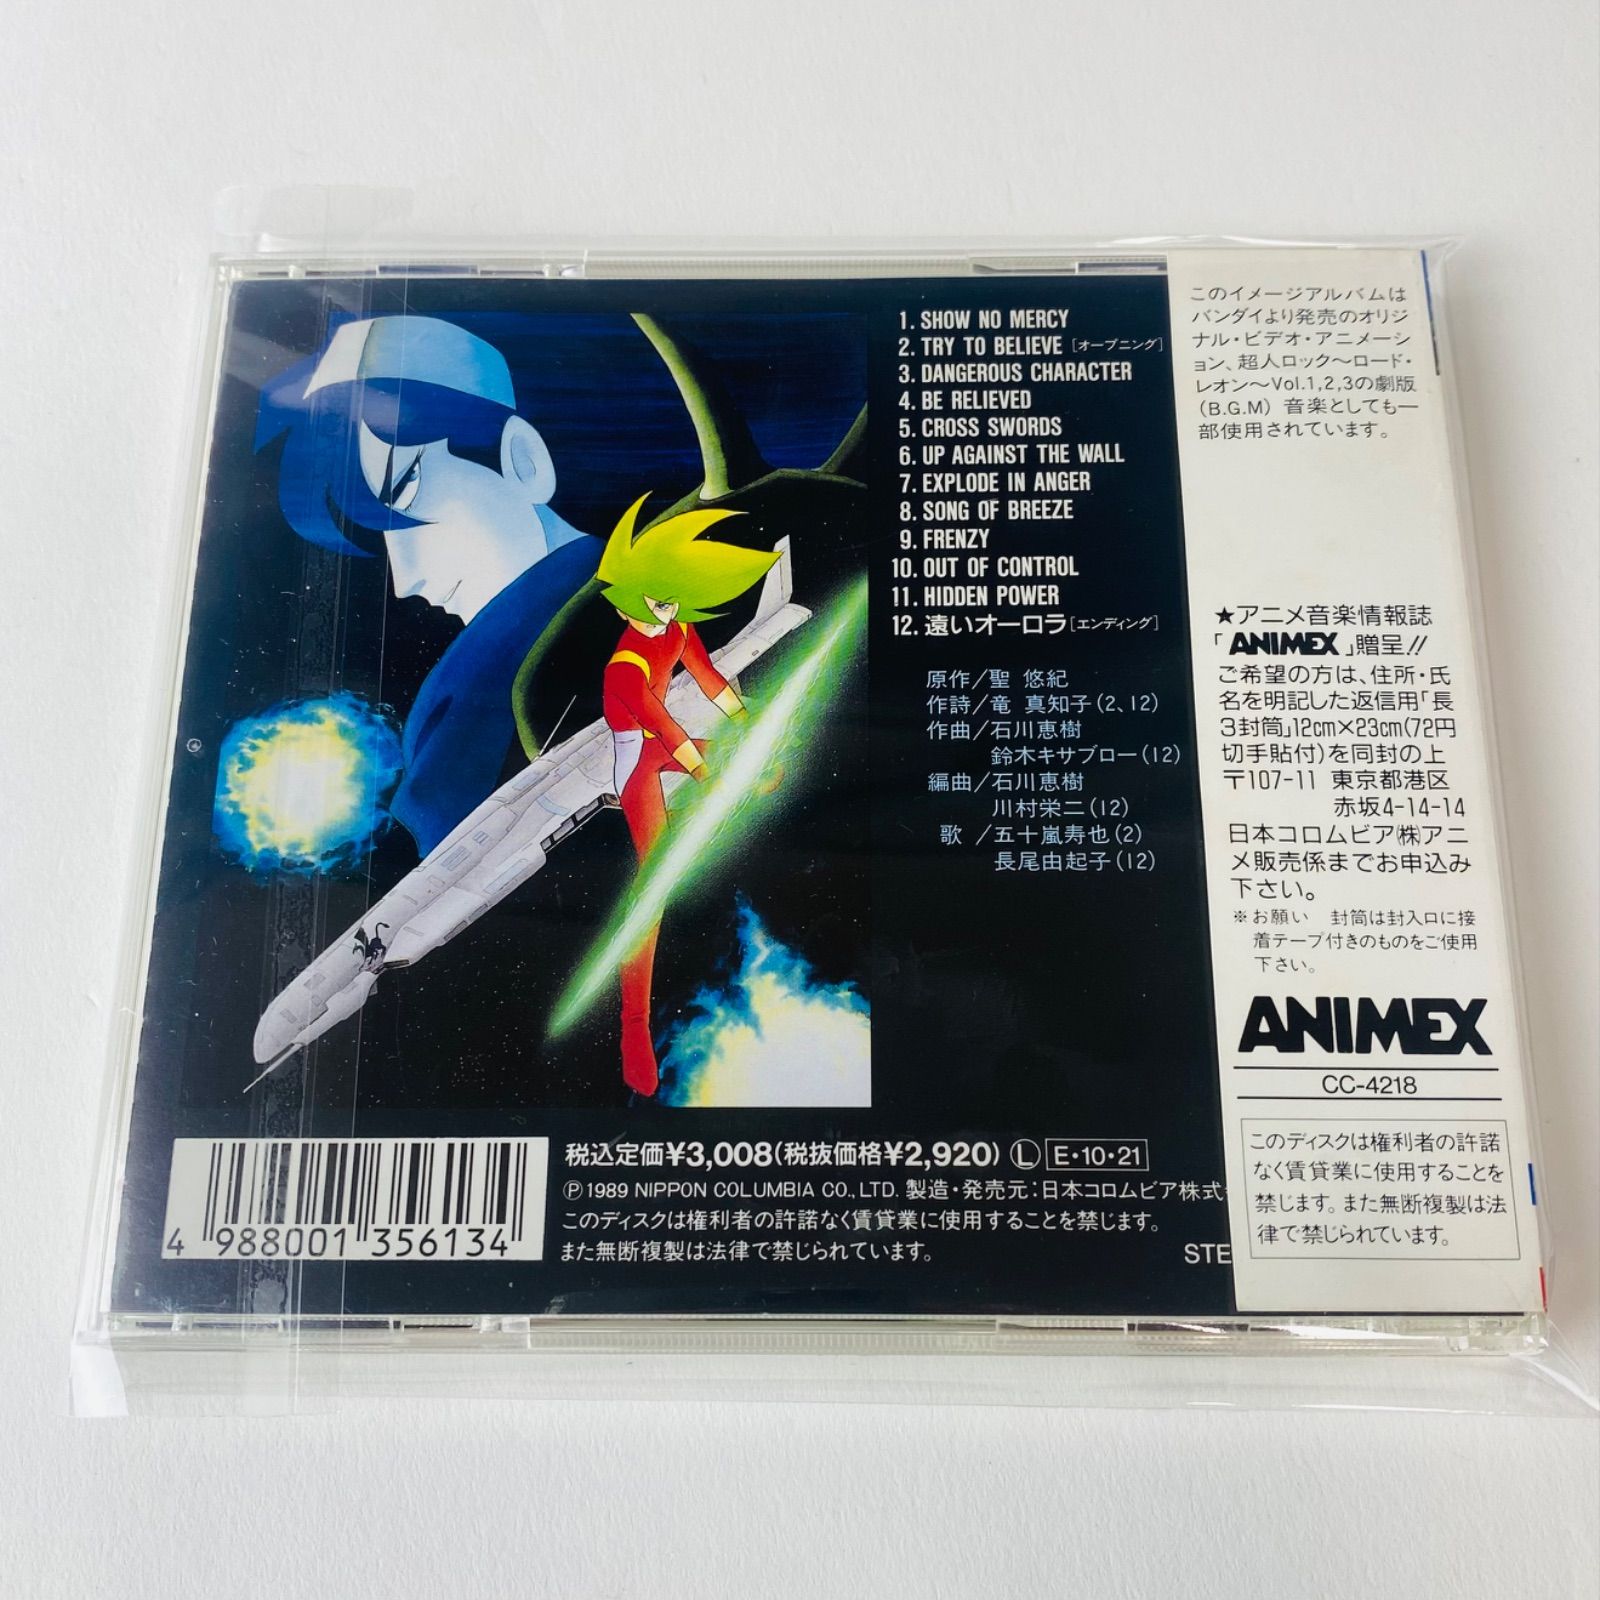 1. SHOW NO MERCY
2. TRY TO BELIEVE [オープニング]
3. DANGEROUS CHARACTER
4. BE RELIEVED
5. CROSS SWORDS
6. UP AGAINST THE WALL
7. EXPLODE IN ANGER
8. SONG OF BREEZE
9. FRENZY
10. OUT OF CONTROL
11. HIDDEN POWER
12. 遠いオーロラ [エンディング]
原作/聖 悠紀
作詩/竜 真知子(2、12)
作曲/石川恵樹
鈴木キサブロー(12)
編曲/石川恵樹
川村栄二(12)
歌/五十嵐寿也(2)
長尾由起子(12)
税込定価¥3,008(税抜価格¥2,920) Ⓛ E・10・21
Ⓟ 1989 NIPPON COLUMBIA CO., LTD. 製造・発売元:日本コロムビア株式
このディスクは権利者の許諾なく賃貸業に使用することを禁じます。
また無断複製は法律で禁じられています。
STE
4 988001 356134
このイメージアルバムは
バンダイより発売のオリジ
ナル・ビデオ・アニメーシ
ョン、超人ロック〜ロード・
レオン〜Vol.1,2,3の劇版
(B.G.M) 音楽としても一
部使用されています。
★アニメ音楽情報誌
「ANIMEX」贈呈!!
ご希望の方は、住所・氏
名を明記した返信用「長
3封筒」12cm×23cm(72円
切手貼付)を同封の上
〒107-11 東京都港区
赤坂4-14-14
日本コロムビア㈱アニ
メ販売係までお申込み
下さい。
※お願い 封筒は封入口に接
着テープ付きのものをご使用
下さい。
ANIMEX
CC-4218
このディスクは権利者の許諾
なく賃貸業に使用することを
禁じます。また無断複製は法
律で禁じられています。